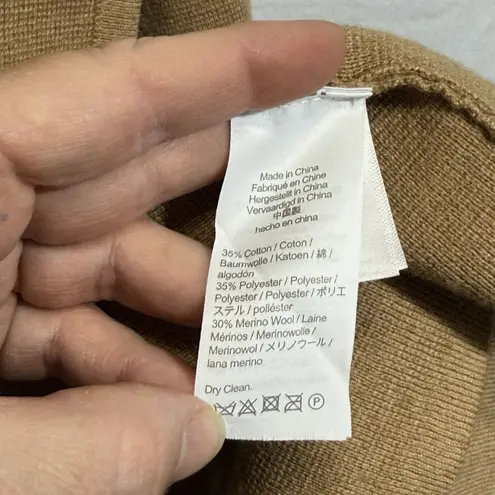 Made in China
Fabriqué en Chine
Hergestellt in China
Vervaardigd in China
中国製
hecho en china
35% Cotton / Coton /
Baumwolle / Katoen / 綿 /
algodón
35% Polyester / Polyester /
Polyester / Polyester / ポリエ
ステル / poliéster
30% Merino Wool / Laine
Mérinos / Merinowolle /
Merinowol / メリノウール /
lana merino
Dry Clean.
P